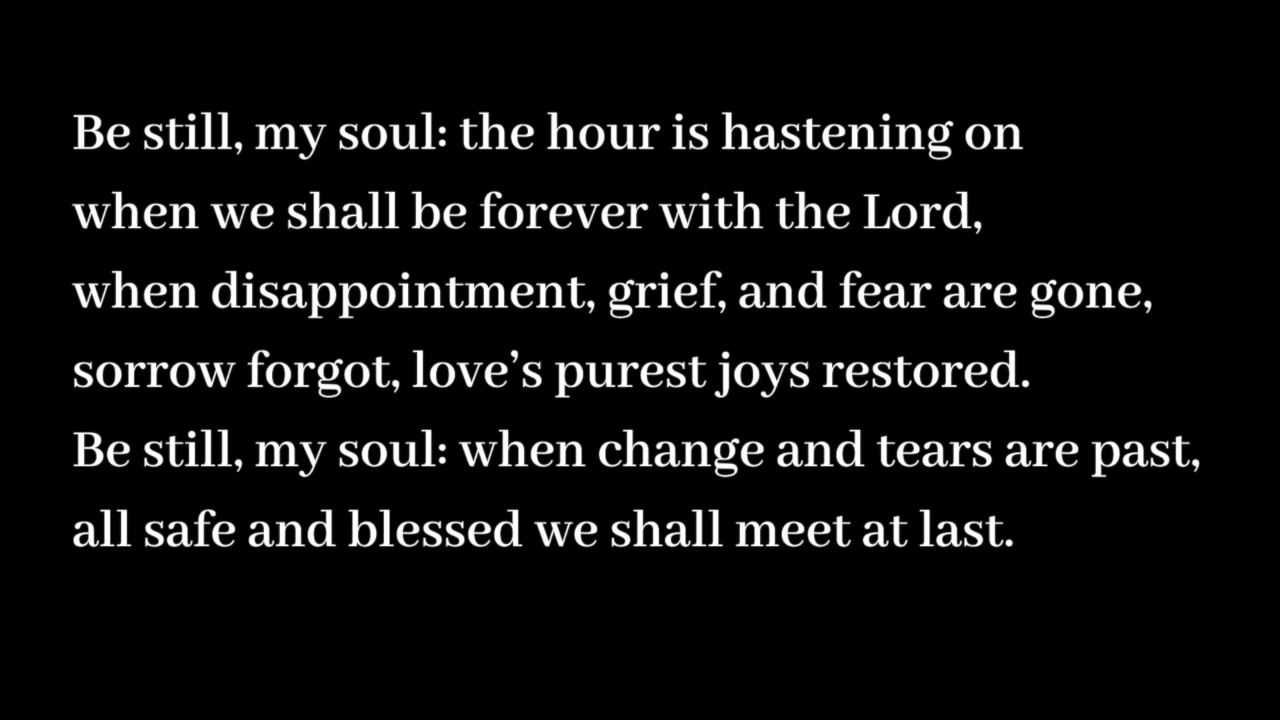 Be still, my soul: the hour is hastening on
when we shall be forever with the Lord,
when disappointment, grief, and fear are gone,
sorrow forgot, love’s purest joys restored.
Be still, my soul: when change and tears are past,
all safe and blessed we shall meet at last.